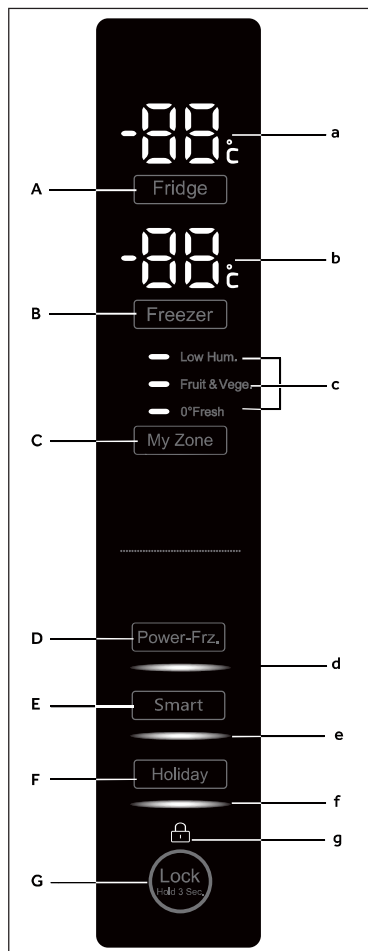 -88°C
a
A
Fridge
-88°C
b
B
Freezer
Low Hum.
Fruit & Vege.
c
0°Fresh
C
My Zone
D
Power-Frz.
d
E
Smart
e
F
Holiday
f
g
G
Lock
Hold 3 Sec.